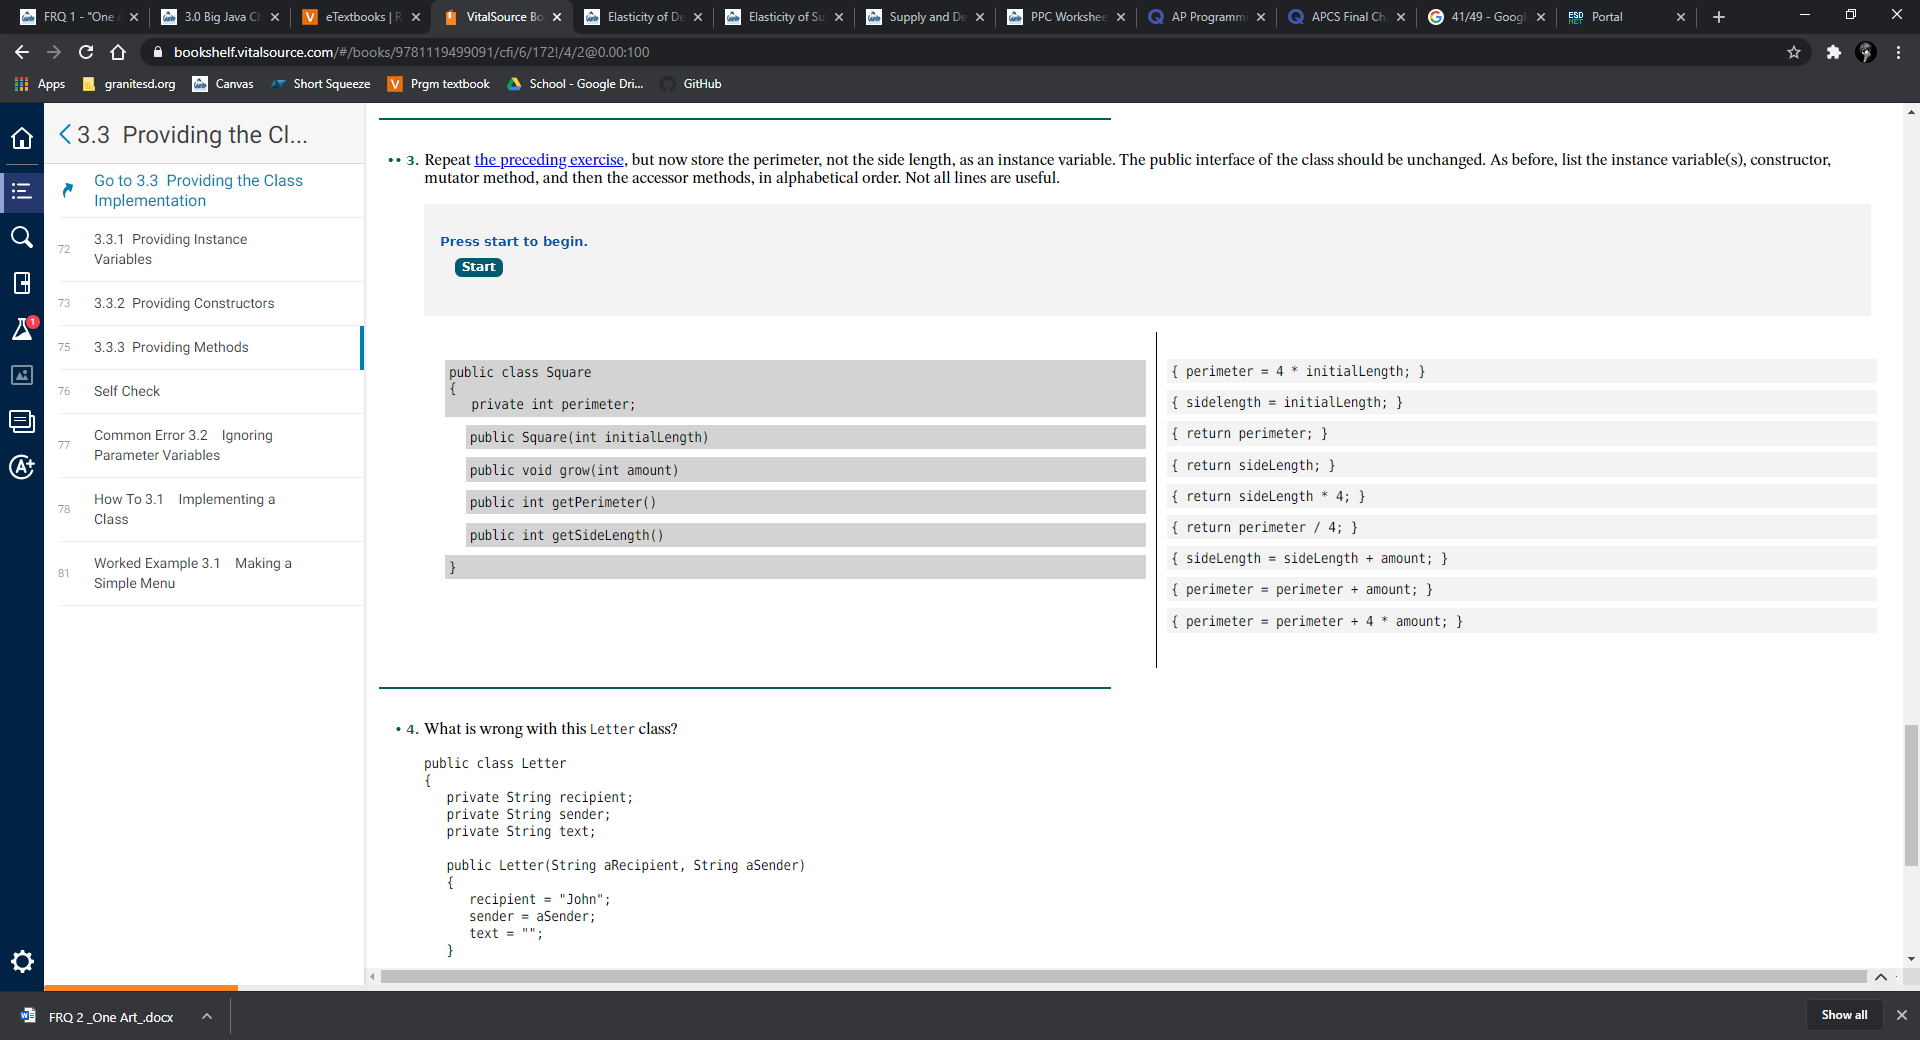 FRQ 1 - "One A
3.0 Big Java Ch
eTextbooks | R
VitalSource Bo
Elasticity of De
Elasticity of Su
Supply and De
PPC Workshee
AP Programmi
APCS Final Ch
41/49 - Googl
Portal
bookshelf.vitalsource.com/#/books/9781119499091/cfi/6/172!/4/2@0.00:100
Apps
granitesd.org
Canvas
Short Squeeze
Prgm textbook
School - Google Dri...
GitHub
3.3 Providing the Cl...
Go to 3.3 Providing the Class
Implementation
72
3.3.1 Providing Instance
Variables
73
3.3.2 Providing Constructors
75
3.3.3 Providing Methods
76
Self Check
77
Common Error 3.2 Ignoring
Parameter Variables
78
How To 3.1 Implementing a
Class
81
Worked Example 3.1 Making a
Simple Menu
1
A+
•• 3. Repeat the preceding exercise, but now store the perimeter, not the side length, as an instance variable. The public interface of the class should be unchanged. As before, list the instance variable(s), constructor,
mutator method, and then the accessor methods, in alphabetical order. Not all lines are useful.
Press start to begin.
Start
public class Square
{
private int perimeter;
public Square(int initialLength)
public void grow(int amount)
public int getPerimeter()
public int getSideLength()
}
{ perimeter = 4 * initialLength; }
{ sidelength = initialLength; }
{ return perimeter; }
{ return sideLength; }
{ return sideLength * 4; }
{ return perimeter / 4; }
{ sideLength = sideLength + amount; }
{ perimeter = perimeter + amount; }
{ perimeter = perimeter + 4 * amount; }
• 4. What is wrong with this Letter class?
public class Letter
{
private String recipient;
private String sender;
private String text;
public Letter(String aRecipient, String aSender)
{
recipient = "John";
sender = aSender;
text = "";
}
FRQ 2 _One Art_.docx
Show all